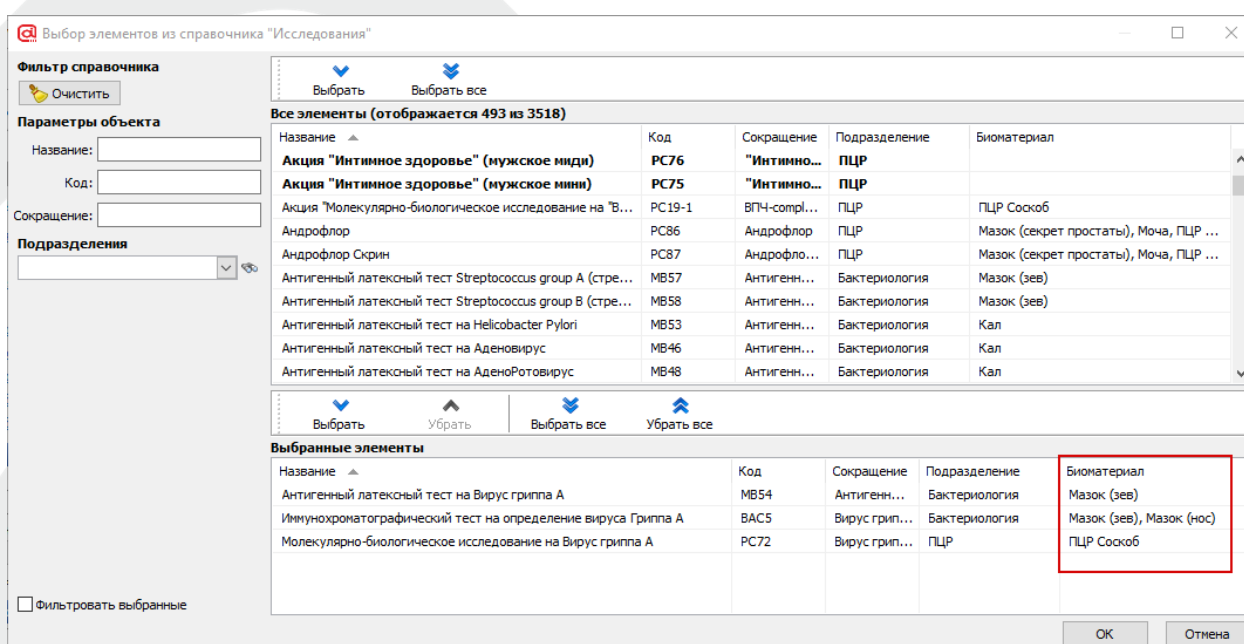 Выбор элементов из справочника "Исследования"
Фильтр справочника
Очистить
Параметры объекта
Название:
Код:
Сокращение:
Подразделения
Фильтровать выбранные
Выбрать Выбрать все
Все элементы (отображается 493 из 3518)
Название Код Сокращение Подразделение Биоматериал
Акция "Интимное здоровье" (мужское миди) PC76 "Интимно... ПЦР
Акция "Интимное здоровье" (мужское мини) PC75 "Интимно... ПЦР
Акция "Молекулярно-биологическое исследование на "В... PC19-1 ВПЧ-compl... ПЦР ПЦР Соскоб
Андрофлор PC86 Андрофлор ПЦР Мазок (секрет простаты), Моча, ПЦР ...
Андрофлор Скрин PC87 Андрофло... ПЦР Мазок (секрет простаты), Моча, ПЦР ...
Антигенный латексный тест Streptococcus group A (стре... MB57 Антигенн... Бактериология Мазок (зев)
Антигенный латексный тест Streptococcus group B (стре... MB58 Антигенн... Бактериология Мазок (зев)
Антигенный латексный тест на Helicobacter Pylori MB53 Антигенн... Бактериология Кал
Антигенный латексный тест на Аденовирус MB46 Антигенн... Бактериология Кал
Антигенный латексный тест на АденоРотовирус MB48 Антигенн... Бактериология Кал
Выбрать Убрать Выбрать все Убрать все
Выбранные элементы
Название Код Сокращение Подразделение Биоматериал
Антигенный латексный тест на Вирус гриппа А MB54 Антигенн... Бактериология Мазок (зев)
Иммунохроматографический тест на определение вируса Гриппа А BAC5 Вирус грип... Бактериология Мазок (зев), Мазок (нос)
Молекулярно-биологическое исследование на Вирус гриппа А PC72 Вирус грип... ПЦР ПЦР Соскоб
ОК Отмена